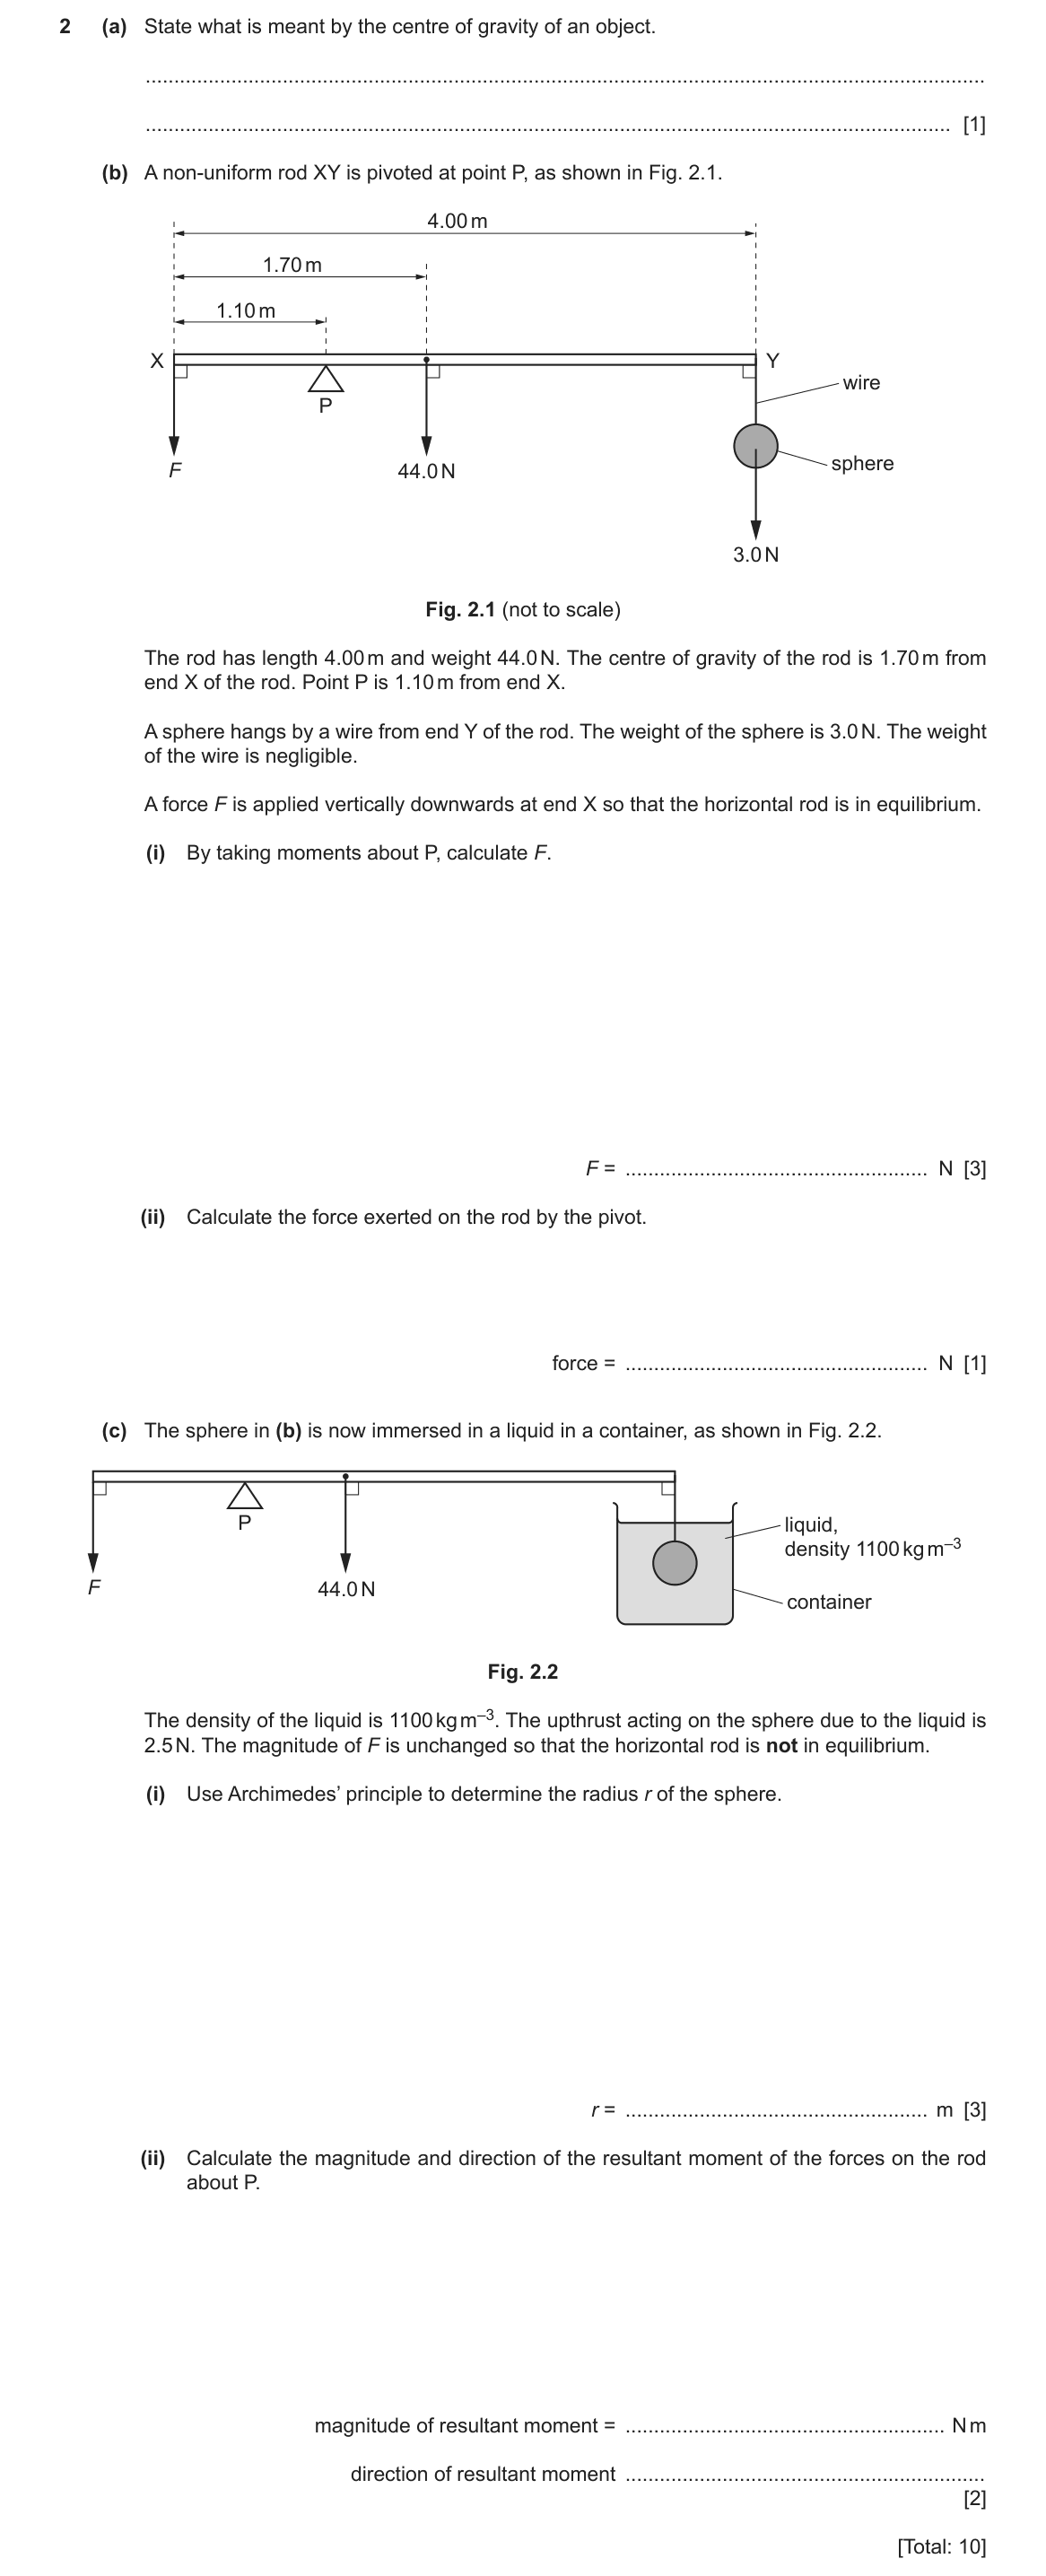 2 (a) State what is meant by the centre of gravity of an object.
...................................................................................................................................................
............................................................................................................................................. [1]
(b) A non-uniform rod XY is pivoted at point P, as shown in Fig. 2.1.
4.00 m
1.70 m
1.10 m
X
Y
wire
P
F
44.0 N
sphere
3.0 N
Fig. 2.1 (not to scale)
The rod has length 4.00 m and weight 44.0 N. The centre of gravity of the rod is 1.70 m from
end X of the rod. Point P is 1.10 m from end X.
A sphere hangs by a wire from end Y of the rod. The weight of the sphere is 3.0 N. The weight
of the wire is negligible.
A force F is applied vertically downwards at end X so that the horizontal rod is in equilibrium.
(i) By taking moments about P, calculate F.
F = ..................................................... N [3]
(ii) Calculate the force exerted on the rod by the pivot.
force = ..................................................... N [1]
(c) The sphere in (b) is now immersed in a liquid in a container, as shown in Fig. 2.2.
P
liquid,
density 1100 kg m⁻³
F
44.0 N
container
Fig. 2.2
The density of the liquid is 1100 kg m⁻³. The upthrust acting on the sphere due to the liquid is
2.5 N. The magnitude of F is unchanged so that the horizontal rod is not in equilibrium.
(i) Use Archimedes’ principle to determine the radius r of the sphere.
r = ..................................................... m [3]
(ii) Calculate the magnitude and direction of the resultant moment of the forces on the rod
about P.
magnitude of resultant moment = ........................................................ N m
direction of resultant moment ...............................................................
[2]
[Total: 10]